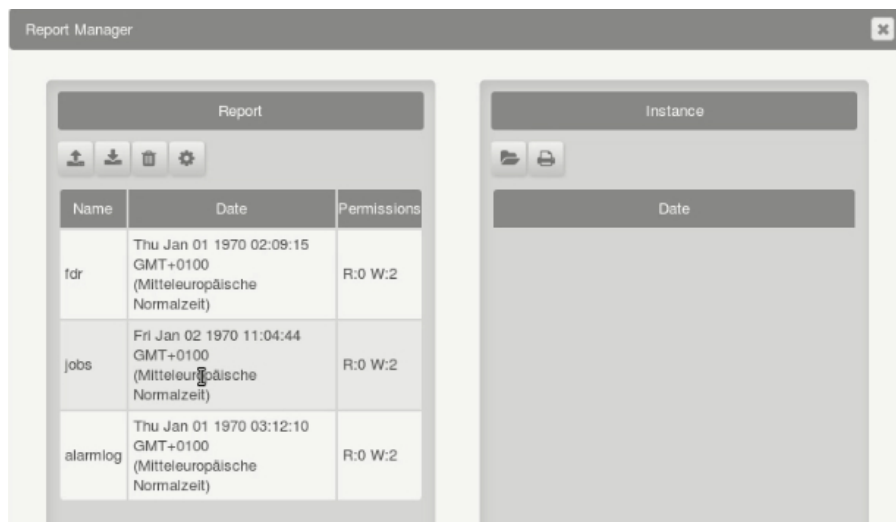 Report Manager
Report
Instance
Name Date Permissions
Date
fdr
Thu Jan 01 1970 02:09:15
GMT+0100
(Mitteleuropäische
Normalzeit)
R:0 W:2
jobs
Fri Jan 02 1970 11:04:44
GMT+0100
(Mitteleuropäische
Normalzeit)
R:0 W:2
alarmlog
Thu Jan 01 1970 03:12:10
GMT+0100
(Mitteleuropäische
Normalzeit)
R:0 W:2